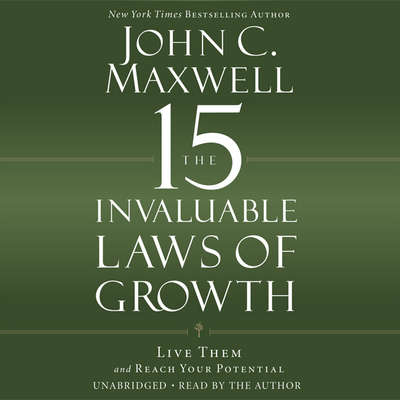 New York Times Bestselling Author
John C.
Maxwell
THE
15
Invaluable
Laws of
Growth
Live Them
and Reach Your Potential
Unabridged • Read by the Author